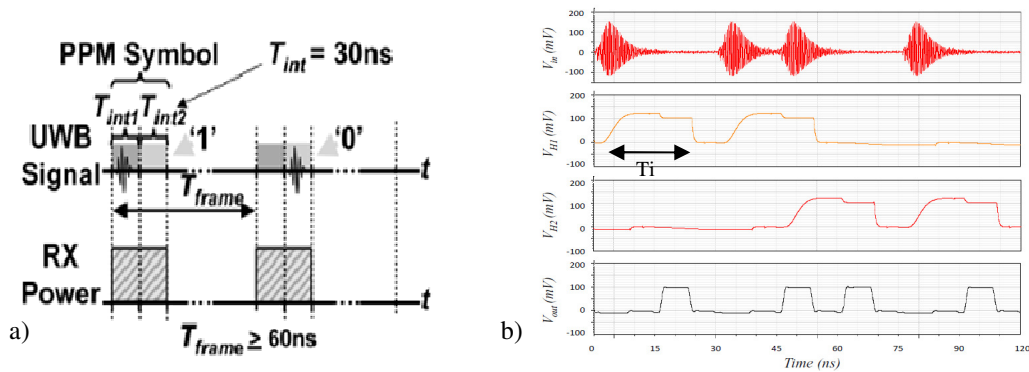 PPM Symbol
T_int = 30ns
T_int1 T_int2
UWB
Signal
'1'
'0'
t
T_frame
RX
Power
t
T_frame ≥ 60ns
a)
V_in (mV)
200
100
0
-100
V_H1 (mV)
200
100
0
-100
Ti
V_H2 (mV)
200
100
0
100
V_out (mV)
200
100
0
100
0 15 30 45 60 75 90 120
Time (ns)
b)